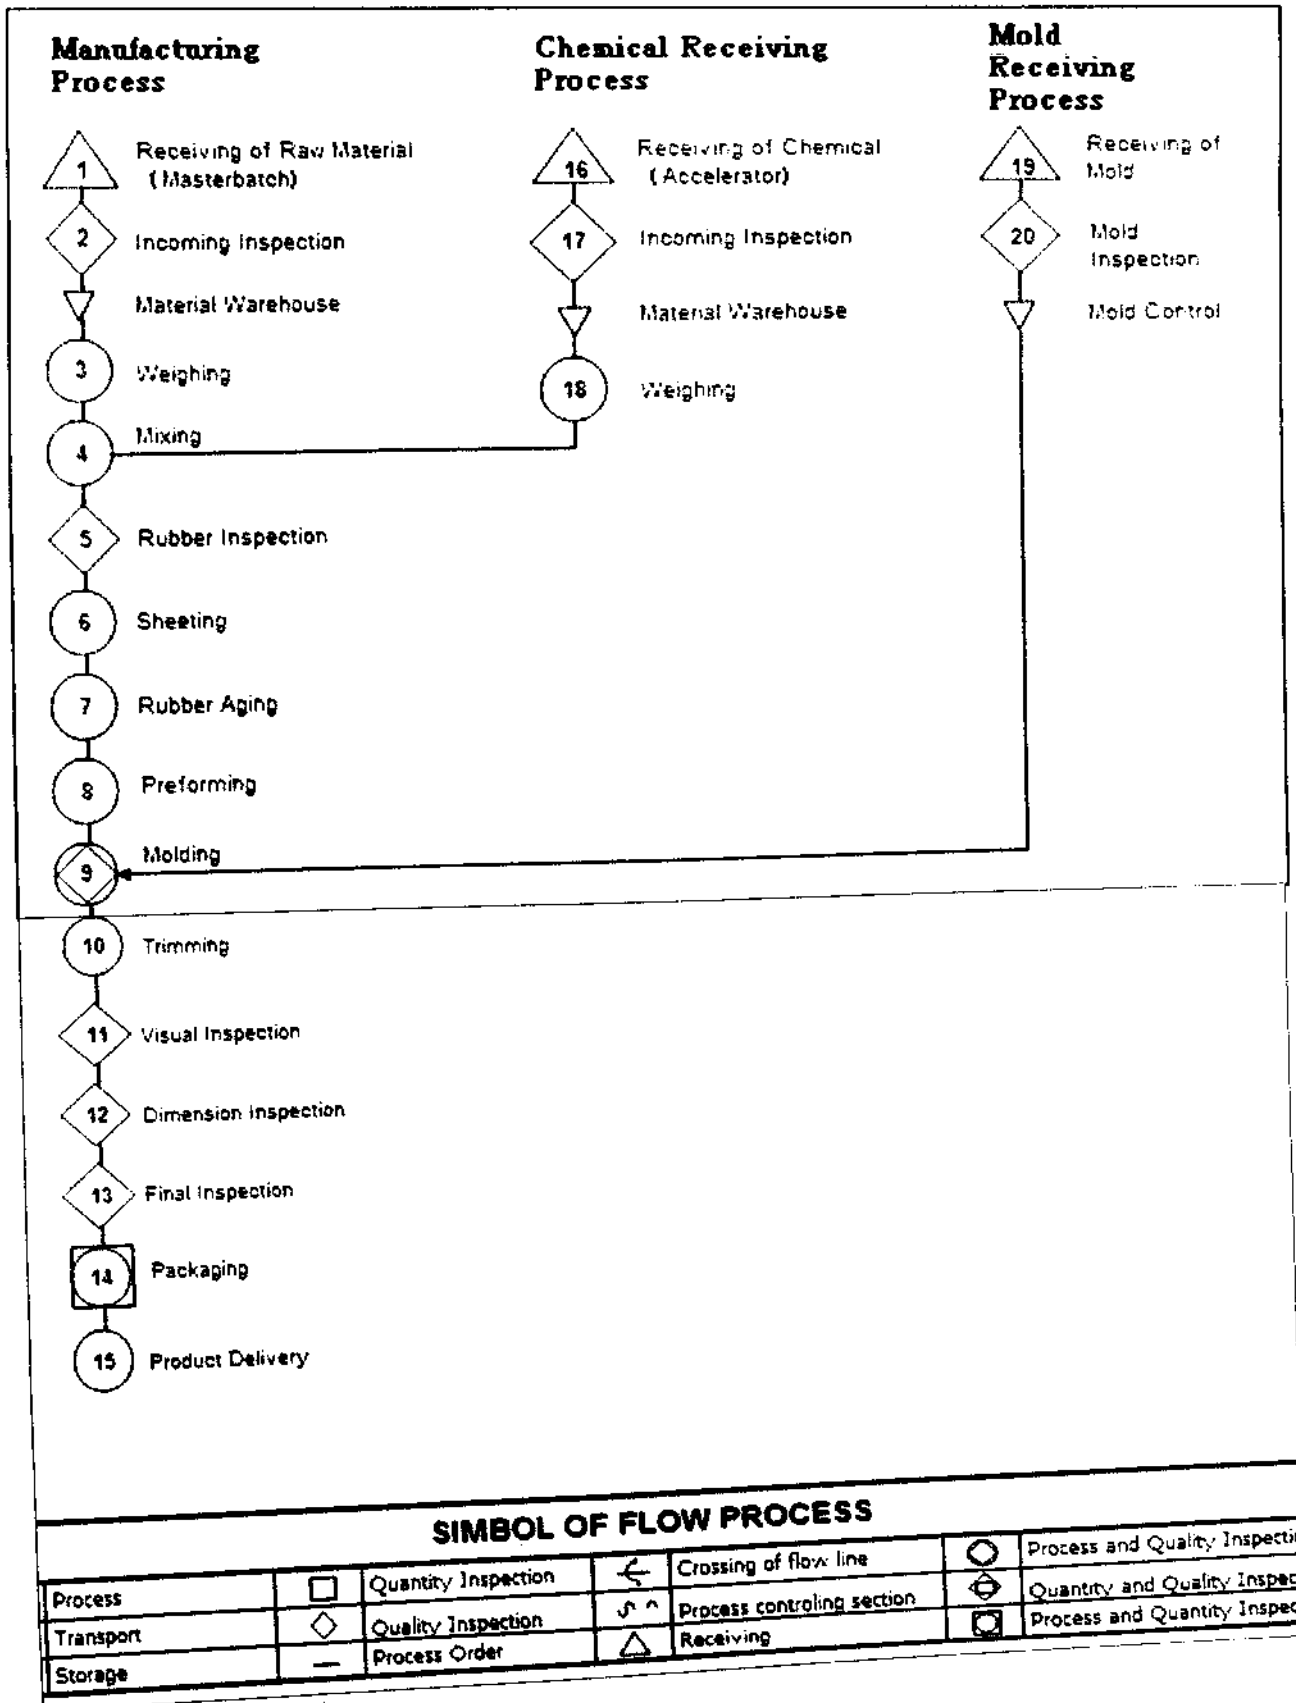 Manufacturing
Process
1
Receiving of Raw Material
(Masterbatch)
2
Incoming Inspection
Material Warehouse
3
Weighing
4
Mixing
5
Rubber Inspection
6
Sheeting
7
Rubber Aging
8
Preforming
9
Molding
10
Trimming
11
Visual Inspection
12
Dimension Inspection
13
Final Inspection
14
Packaging
15
Product Delivery
Chemical Receiving
Process
16
Receiving of Chemical
(Accelerator)
17
Incoming Inspection
Material Warehouse
18
Weighing
Mold
Receiving
Process
19
Receiving of
Mold
20
Mold
Inspection
Mold Control
SIMBOL OF FLOW PROCESS
Process
Quantity Inspection
Crossing of flow line
Process and Quality Inspecti
Transport
Quality Inspection
Process controling section
Quantity and Quality Inspec
Storage
Process Order
Receiving
Process and Quantity Inspec